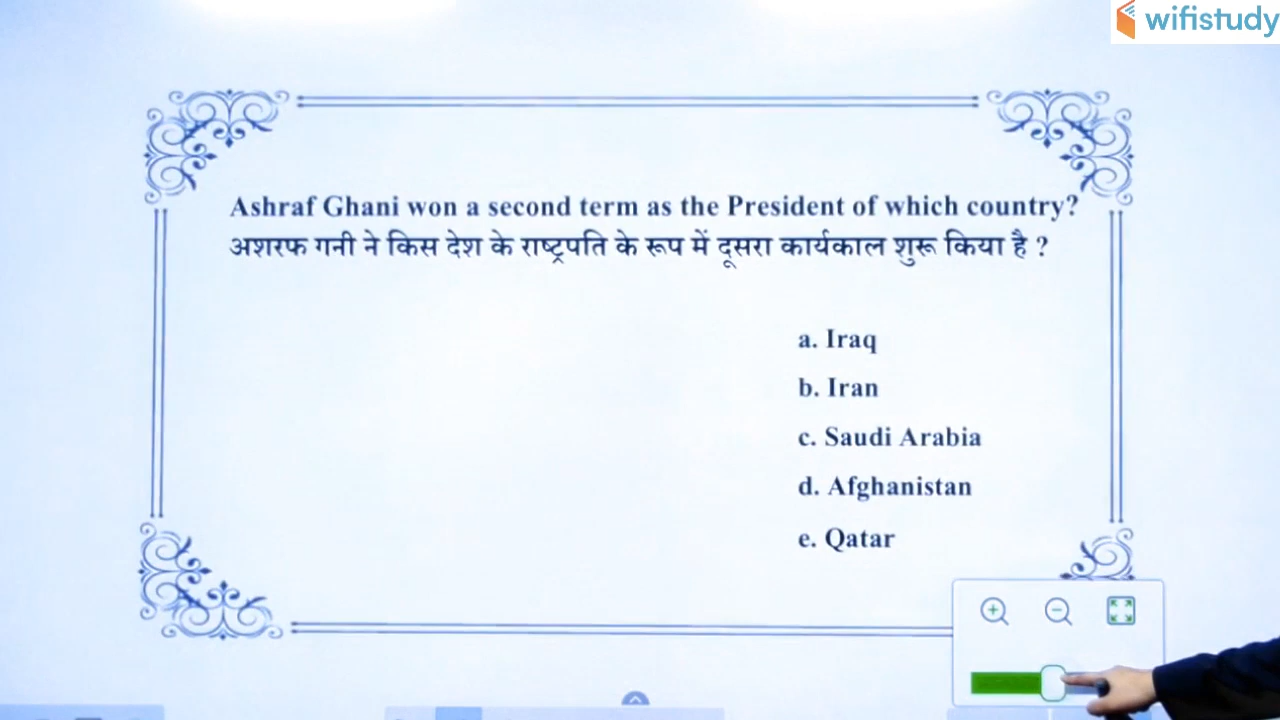 wifistudy
Ashraf Ghani won a second term as the President of which country?
अशरफ गनी ने किस देश के राष्ट्रपति के रूप में दूसरा कार्यकाल शुरू किया है ?
a. Iraq
b. Iran
c. Saudi Arabia
d. Afghanistan
e. Qatar